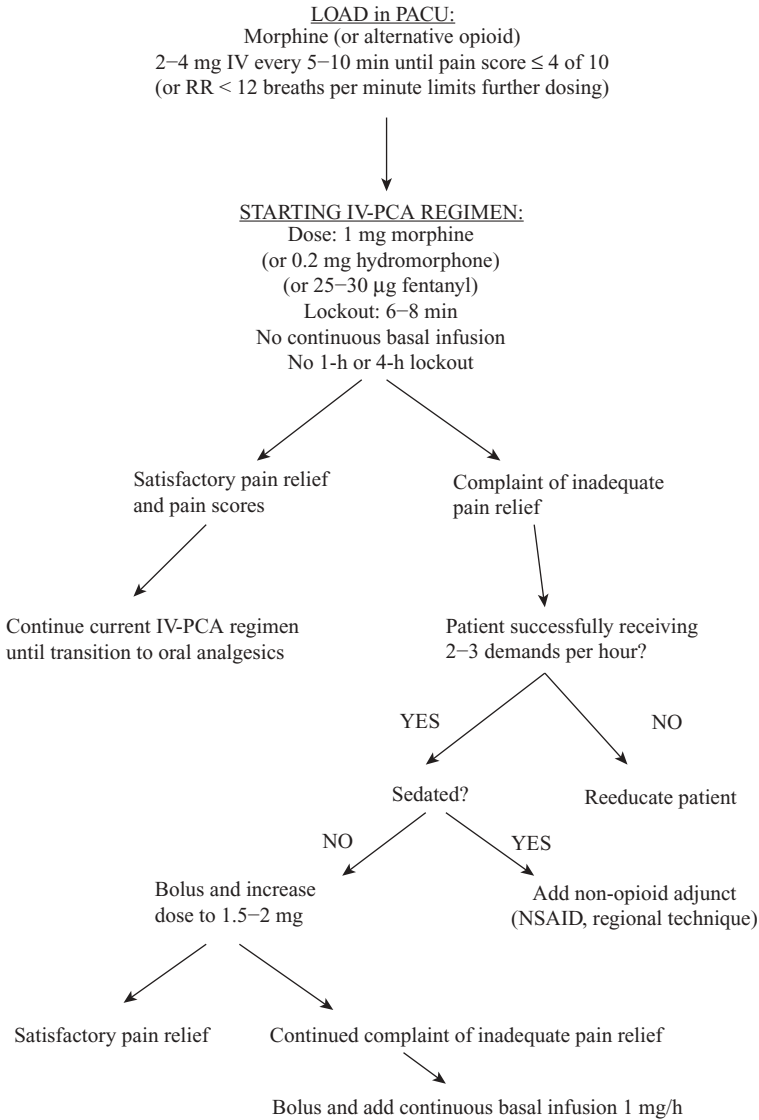 LOAD in PACU:
Morphine (or alternative opioid)
2−4 mg IV every 5−10 min until pain score ≤ 4 of 10
(or RR < 12 breaths per minute limits further dosing)
STARTING IV-PCA REGIMEN:
Dose: 1 mg morphine
(or 0.2 mg hydromorphone)
(or 25−30 µg fentanyl)
Lockout: 6−8 min
No continuous basal infusion
No 1-h or 4-h lockout
Satisfactory pain relief
and pain scores
Complaint of inadequate
pain relief
Continue current IV-PCA regimen
until transition to oral analgesics
Patient successfully receiving
2−3 demands per hour?
YES
NO
Sedated?
Reeducate patient
NO
YES
Bolus and increase
dose to 1.5−2 mg
Add non-opioid adjunct
(NSAID, regional technique)
Satisfactory pain relief
Continued complaint of inadequate pain relief
Bolus and add continuous basal infusion 1 mg/h